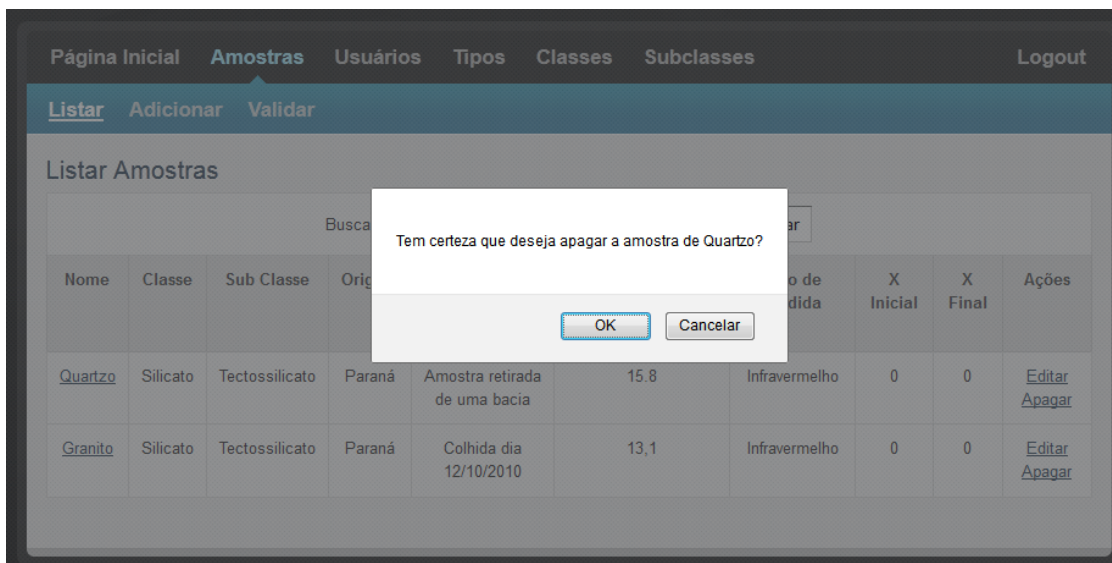 Página Inicial Amostras Usuários Tipos Classes Subclasses Logout
Listar Adicionar Validar
Listar Amostras
Tem certeza que deseja apagar a amostra de Quartzo?
OK Cancelar
Nome Classe Sub Classe X Inicial X Final Ações
Quartzo Silicato Tectossilicato Paraná Amostra retirada de uma bacia 15.8 Infravermelho 0 0 Editar Apagar
Granito Silicato Tectossilicato Paraná Colhida dia 12/10/2010 13,1 Infravermelho 0 0 Editar Apagar